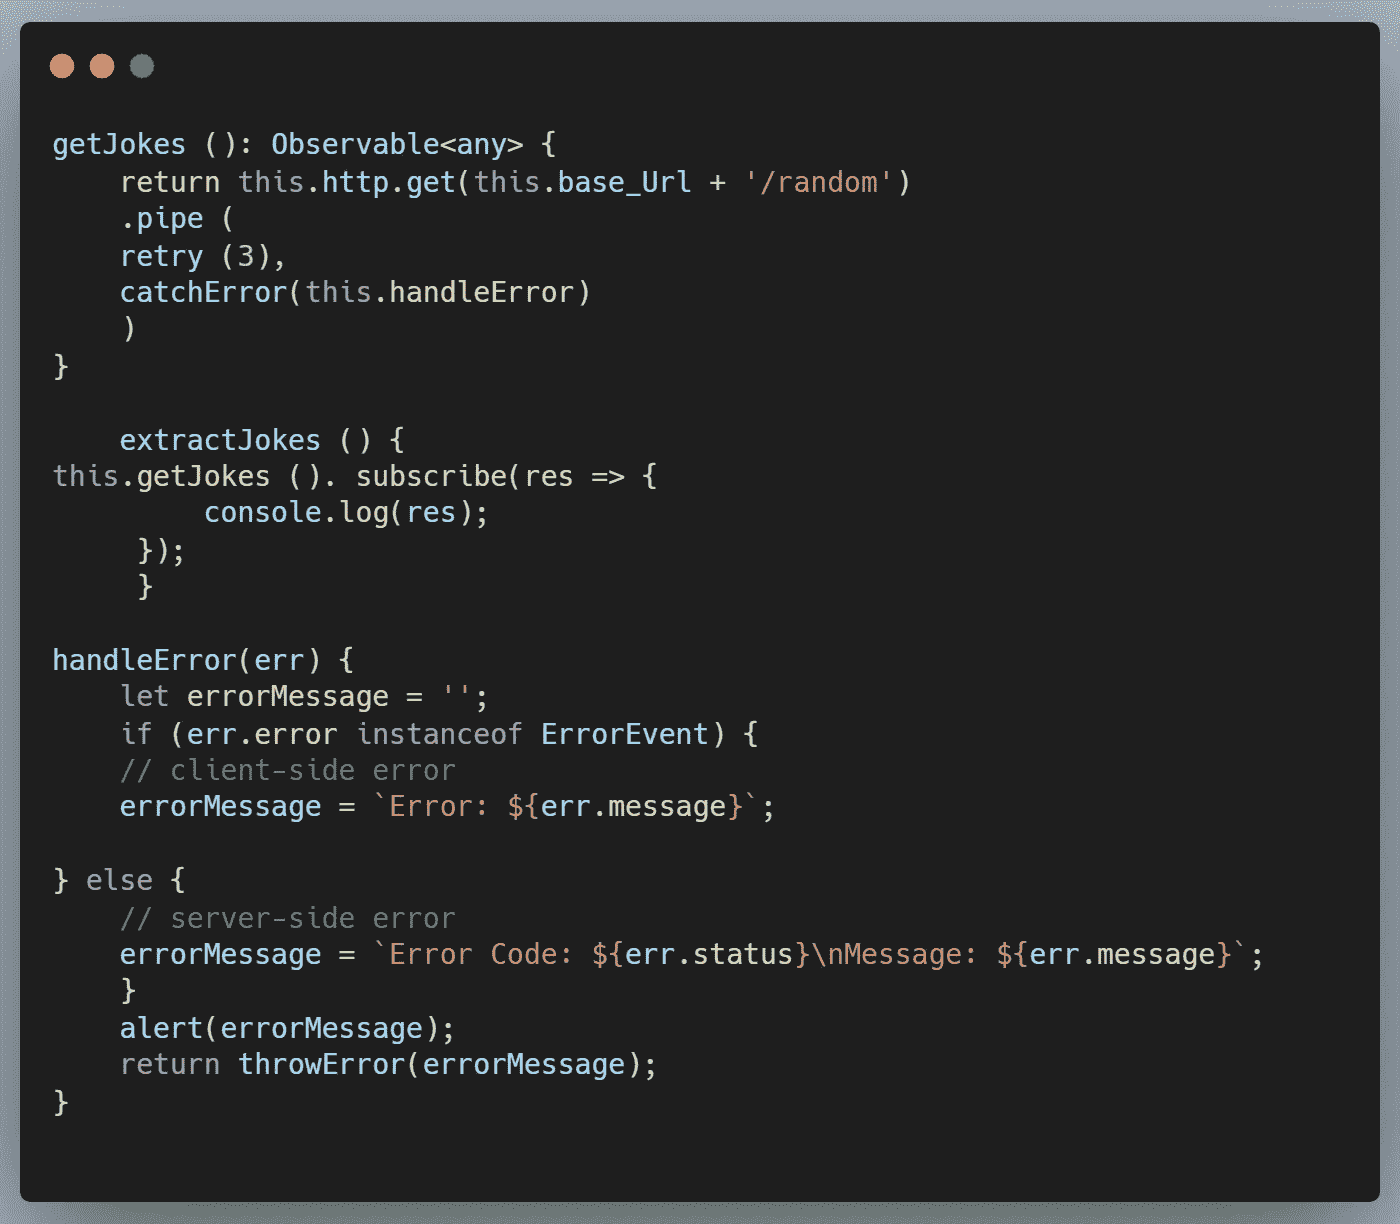 getJokes (): Observable<any> {
    return this.http.get(this.base_Url + '/random')
    .pipe (
    retry (3),
    catchError(this.handleError)
    )
}

    extractJokes () {
this.getJokes (). subscribe(res => {
         console.log(res);
     });
     }

handleError(err) {
    let errorMessage = '';
    if (err.error instanceof ErrorEvent) {
    // client-side error
    errorMessage = `Error: ${err.message}`;

} else {
    // server-side error
    errorMessage = `Error Code: ${err.status}\nMessage: ${err.message}`;
    }
    alert(errorMessage);
    return throwError(errorMessage);
}